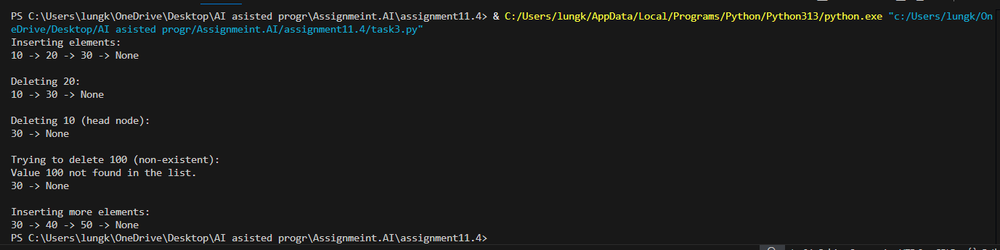 PS C:\Users\lungk\OneDrive\Desktop\AI asisted progr\Assignmeint.AI\assignment11.4> & C:/Users/lungk/AppData/Local/Programs/Python/Python313/python.exe "c:/Users/lungk/On
eDrive/Desktop/AI asisted progr/Assignmeint.AI/assignment11.4/task3.py"
Inserting elements:
10 -> 20 -> 30 -> None
Deleting 20:
10 -> 30 -> None
Deleting 10 (head node):
30 -> None
Trying to delete 100 (non-existent):
Value 100 not found in the list.
30 -> None
Inserting more elements:
30 -> 40 -> 50 -> None
PS C:\Users\lungk\OneDrive\Desktop\AI asisted progr\Assignmeint.AI\assignment11.4>